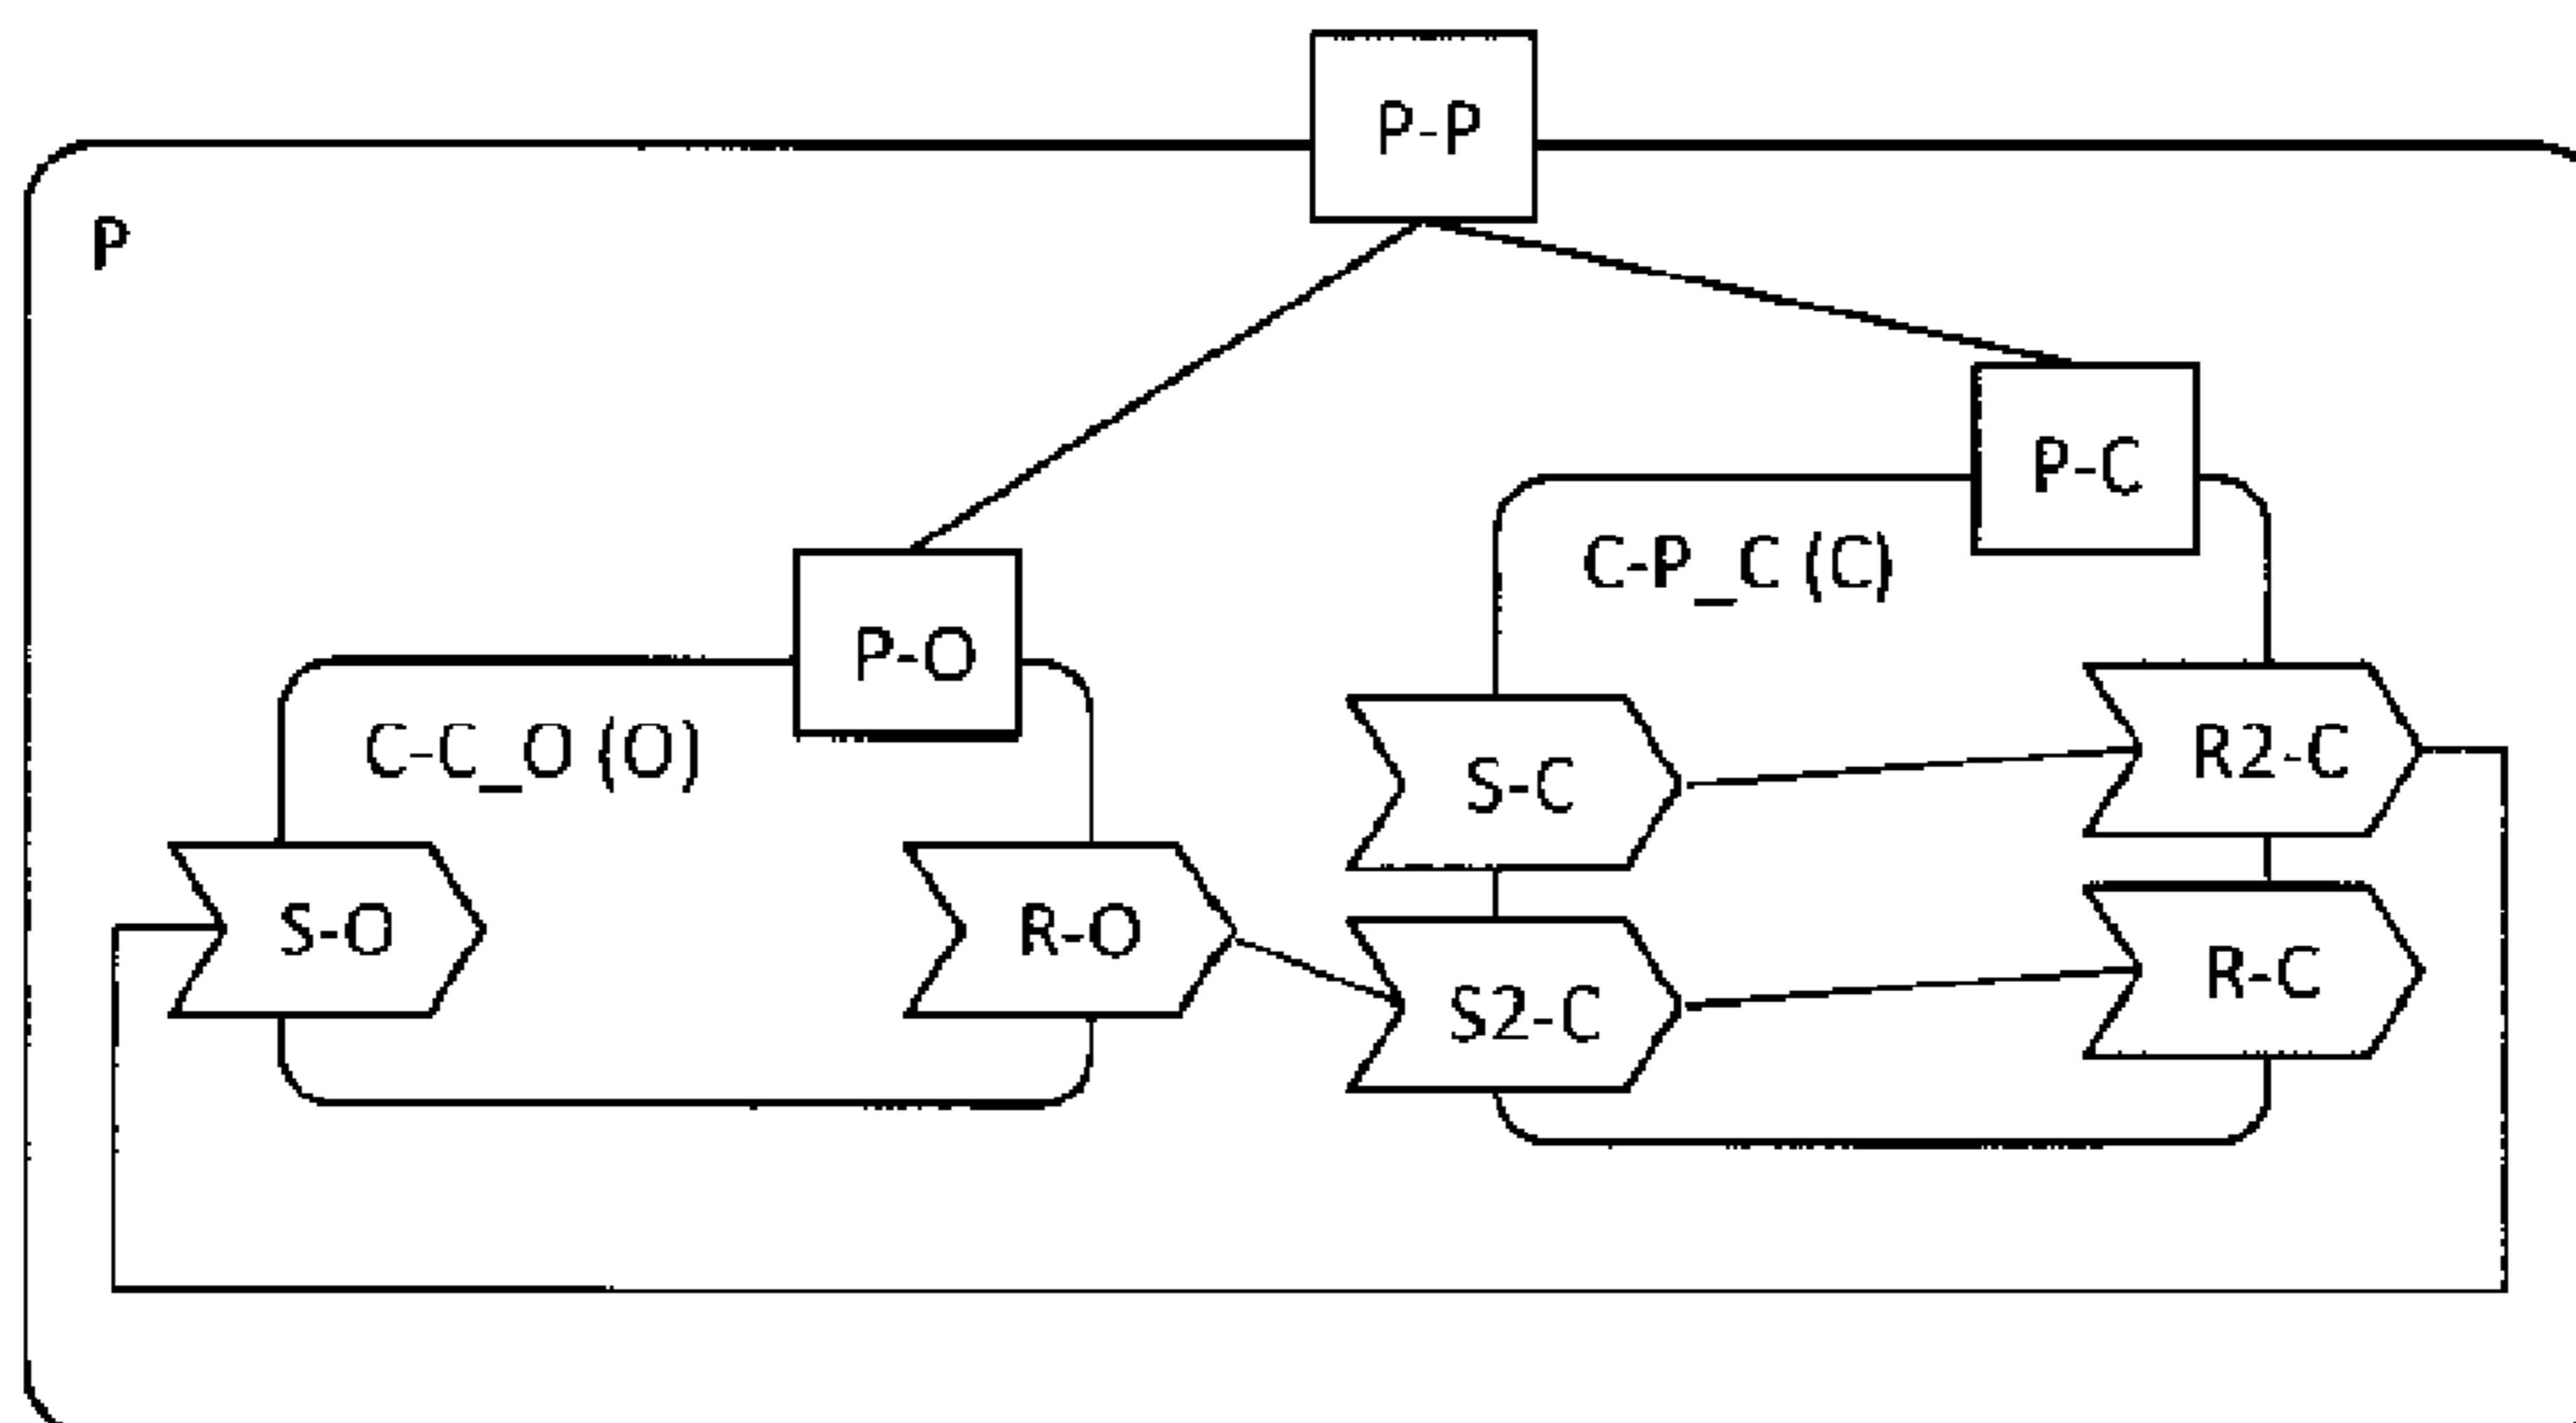 P-P
P
P-C
C-P_C (C)
P-O
C-C_O (O)
S-C
R2-C
S-O
R-O
S2-C
R-C